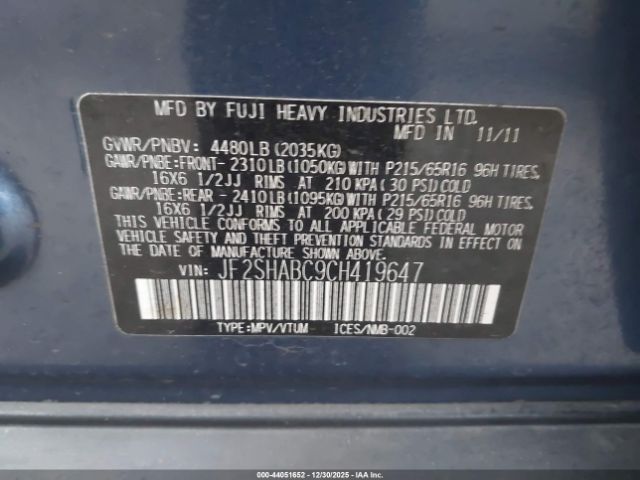 MFD BY FUJI HEAVY INDUSTRIES LTD.
MFD IN 11/11
GVWR/PNBV: 4480LB (2035KG)
GAWR/PNBE:FRONT- 2310LB(1050KG)WITH P215/65R16 96H TIRES,
16X6 1/2JJ RIMS AT 210 KPA( 30 PSI)COLD
GAWR/PNBE:REAR - 2410LB(1095KG)WITH P215/65R16 96H TIRES,
16X6 1/2JJ RIMS AT 200 KPA( 29 PSI)COLD
THIS VEHICLE CONFORMS TO ALL APPLICABLE FEDERAL MOTOR
VEHICLE SAFETY AND THEFT PREVENTION STANDARDS IN EFFECT ON
THE DATE OF MANUFACTURE SHOWN ABOVE.
VIN: JF2SHABC9CH419647
TYPE:MPV/VTUM ICES/NMB-002
000-44051652 - 12/30/2025 - IAAI.CA